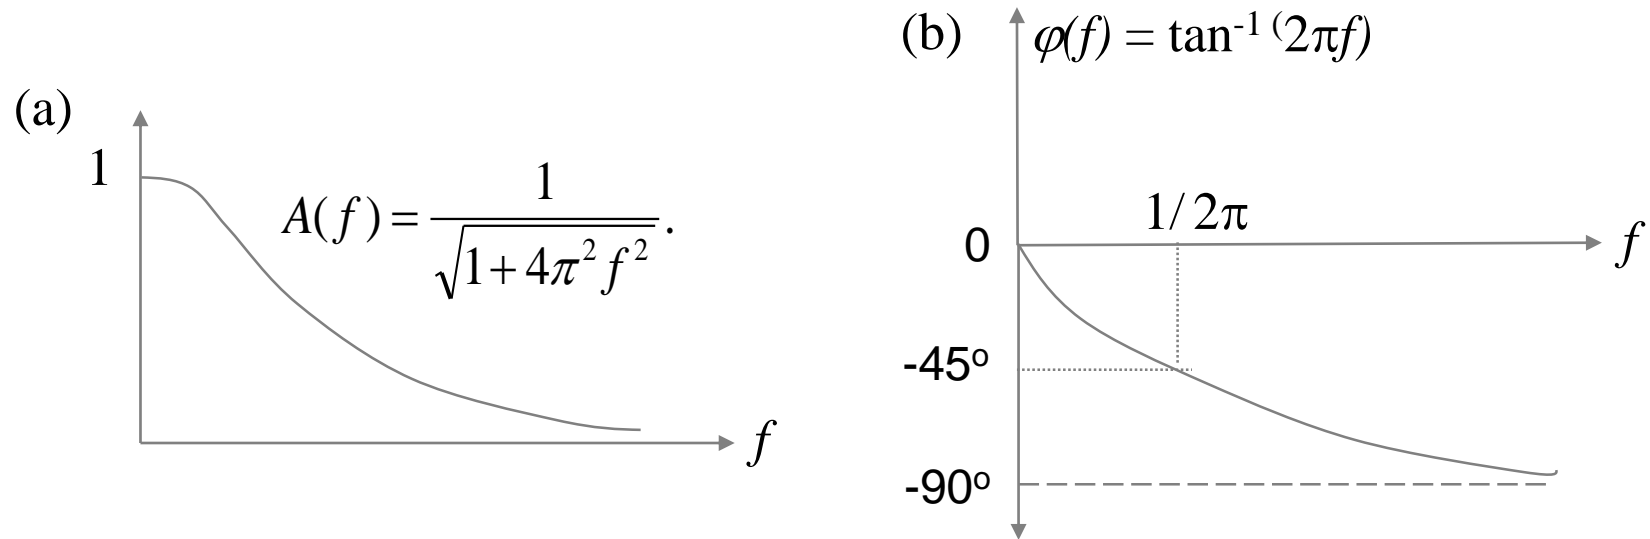 (a)
1
A(f) = 1 / √(1+4π²f²).
f
(b)
φ(f) = tan⁻¹ ⁽2πf)
1/2π
0
f
-45º
-90º